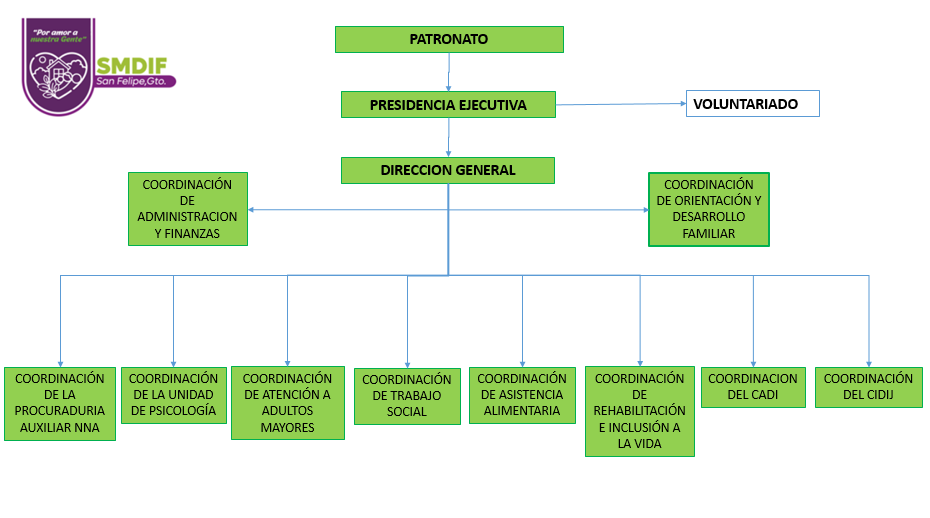 "Por amor a
nuestra Gente"
SMDIF
San Felipe,Gto.
PATRONATO
PRESIDENCIA EJECUTIVA
VOLUNTARIADO
DIRECCION GENERAL
COORDINACIÓN
DE
ADMINISTRACION
Y FINANZAS
COORDINACIÓN
DE ORIENTACIÓN Y
DESARROLLO
FAMILIAR
COORDINACIÓN
DE LA
PROCURADURIA
AUXILIAR NNA
COORDINACIÓN
DE LA UNIDAD
DE PSICOLOGÍA
COORDINACIÓN
DE ATENCIÓN A
ADULTOS
MAYORES
COORDINACIÓN
DE TRABAJO
SOCIAL
COORDINACIÓN
DE ASISTENCIA
ALIMENTARIA
COORDINACIÓN
DE
REHABILITACIÓN
E INCLUSIÓN A
LA VIDA
COORDINACION
DEL CADI
COORDINACIÓN
DEL CIDIJ